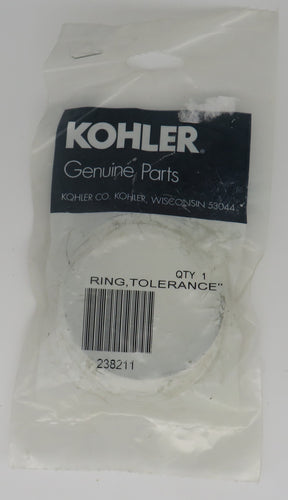 KOHLER
Genuine Parts
KOHLER CO. KOHLER, WISCONSIN 53044
QTY 1
RING,TOLERANCE"
238211